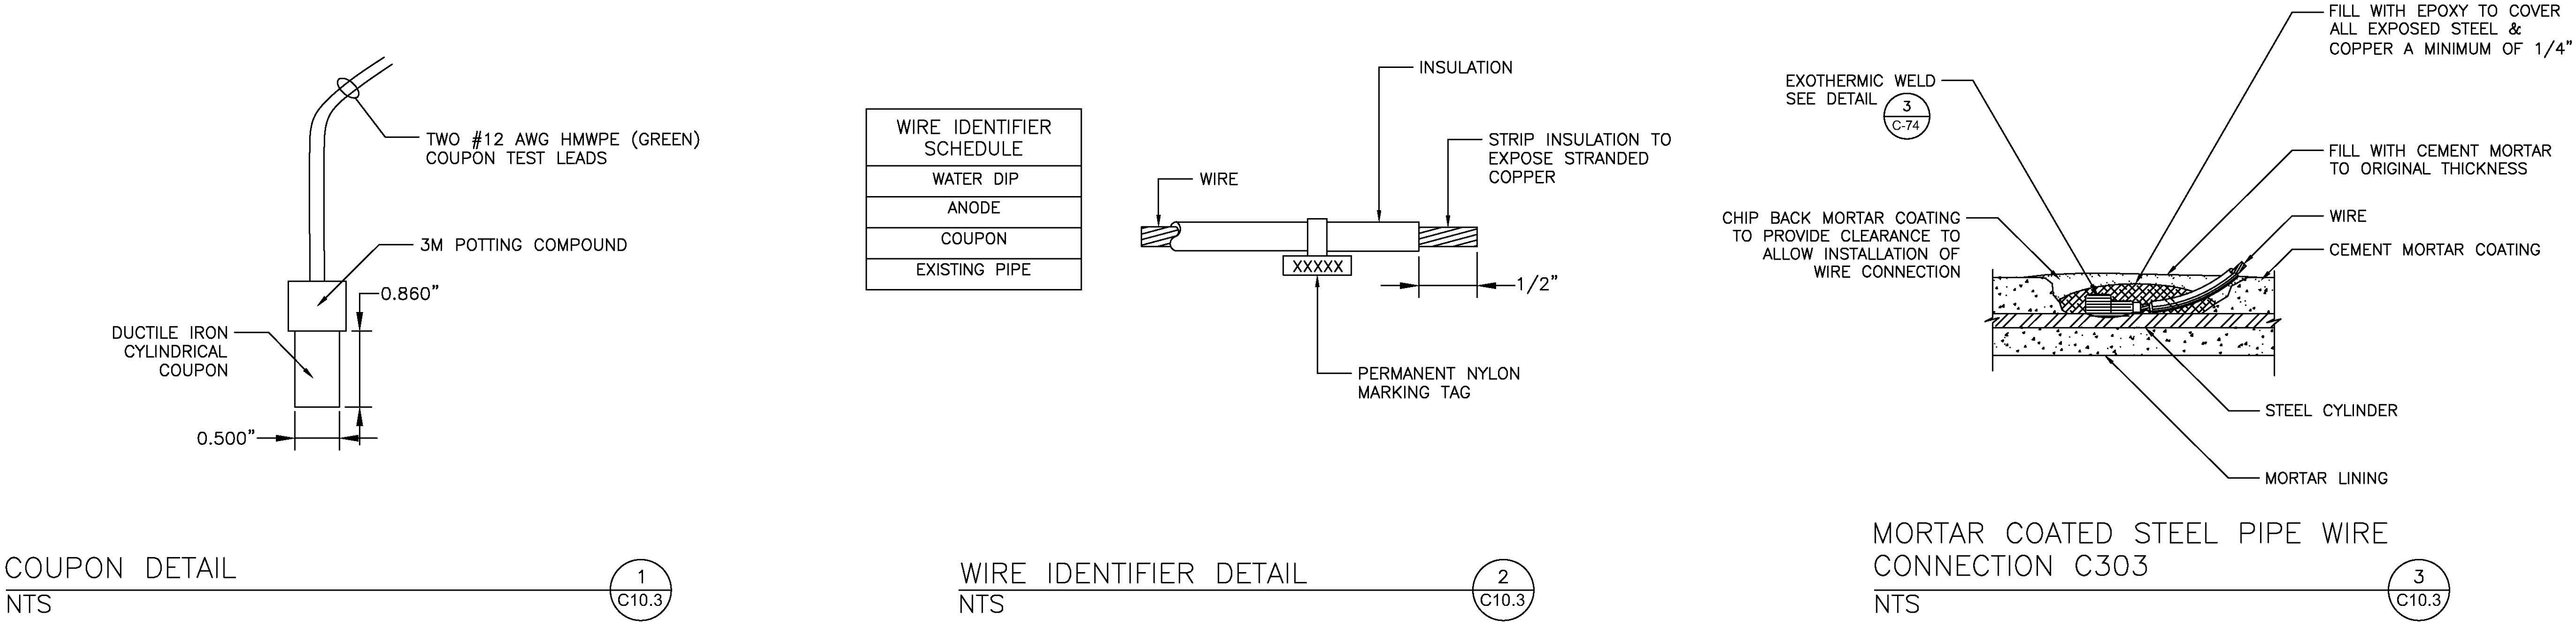 TWO #12 AWG HMWPE (GREEN)
COUPON TEST LEADS
3M POTTING COMPOUND
0.860”
DUCTILE IRON
CYLINDRICAL
COUPON
0.500”
COUPON DETAIL
NTS
1
C10.3
WIRE IDENTIFIER
SCHEDULE
WATER DIP
ANODE
COUPON
EXISTING PIPE
INSULATION
STRIP INSULATION TO
EXPOSE STRANDED
COPPER
WIRE
XXXXX
1/2”
PERMANENT NYLON
MARKING TAG
WIRE IDENTIFIER DETAIL
NTS
2
C10.3
FILL WITH EPOXY TO COVER
ALL EXPOSED STEEL &
COPPER A MINIMUM OF 1/4”
EXOTHERMIC WELD
SEE DETAIL
3
C-74
FILL WITH CEMENT MORTAR
TO ORIGINAL THICKNESS
WIRE
CHIP BACK MORTAR COATING
TO PROVIDE CLEARANCE TO
ALLOW INSTALLATION OF
WIRE CONNECTION
CEMENT MORTAR COATING
STEEL CYLINDER
MORTAR LINING
MORTAR COATED STEEL PIPE WIRE
CONNECTION C303
NTS
3
C10.3